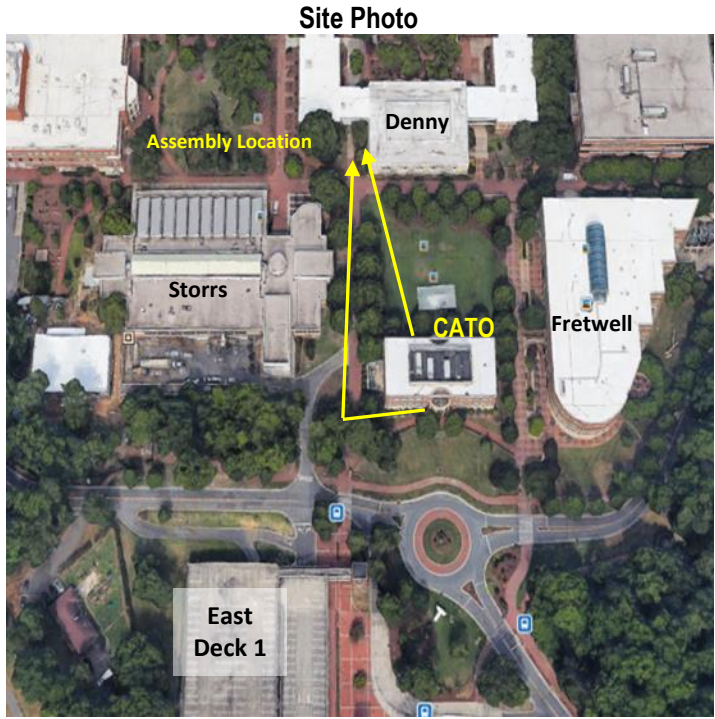 Site Photo
Denny
Assembly Location
Storrs
CATO
Fretwell
East
Deck 1